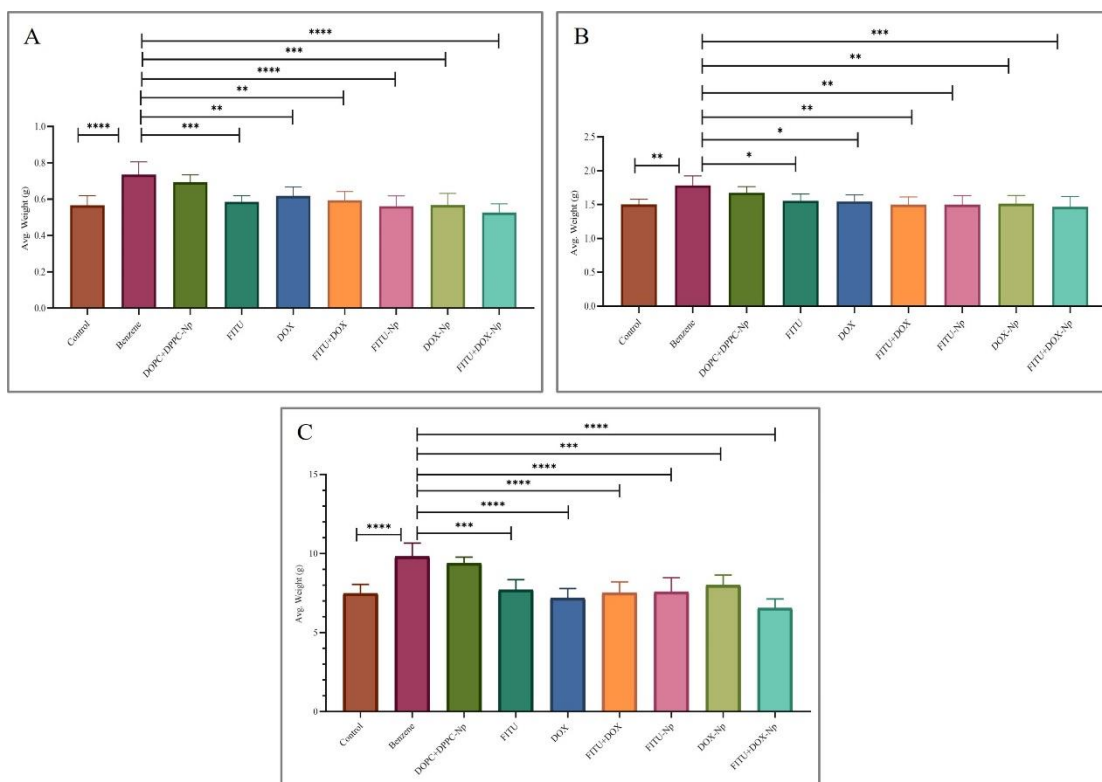 A
****
***
****
**
**
***
****
1.0
0.8
0.6
0.4
0.2
0.0
Avg. Weight (g)
Control
Benzene
DOPC+DPPC-Np
FITU
DOX
FITU+DOX
FITU-Np
DOX-Np
FITU+DOX-Np
B
***
**
**
**
*
*
**
2.5
2.0
1.5
1.0
0.5
0.0
Avg. Weight (g)
Control
Benzene
DOPC+DPPC-Np
FITU
DOX
FITU+DOX
FITU-Np
DOX-Np
FITU+DOX-Np
C
****
***
****
****
****
***
****
15
10
5
0
Avg. Weight (g)
Control
Benzene
DOPC+DPPC-Np
FITU
DOX
FITU+DOX
FITU-Np
DOX-Np
FITU+DOX-Np